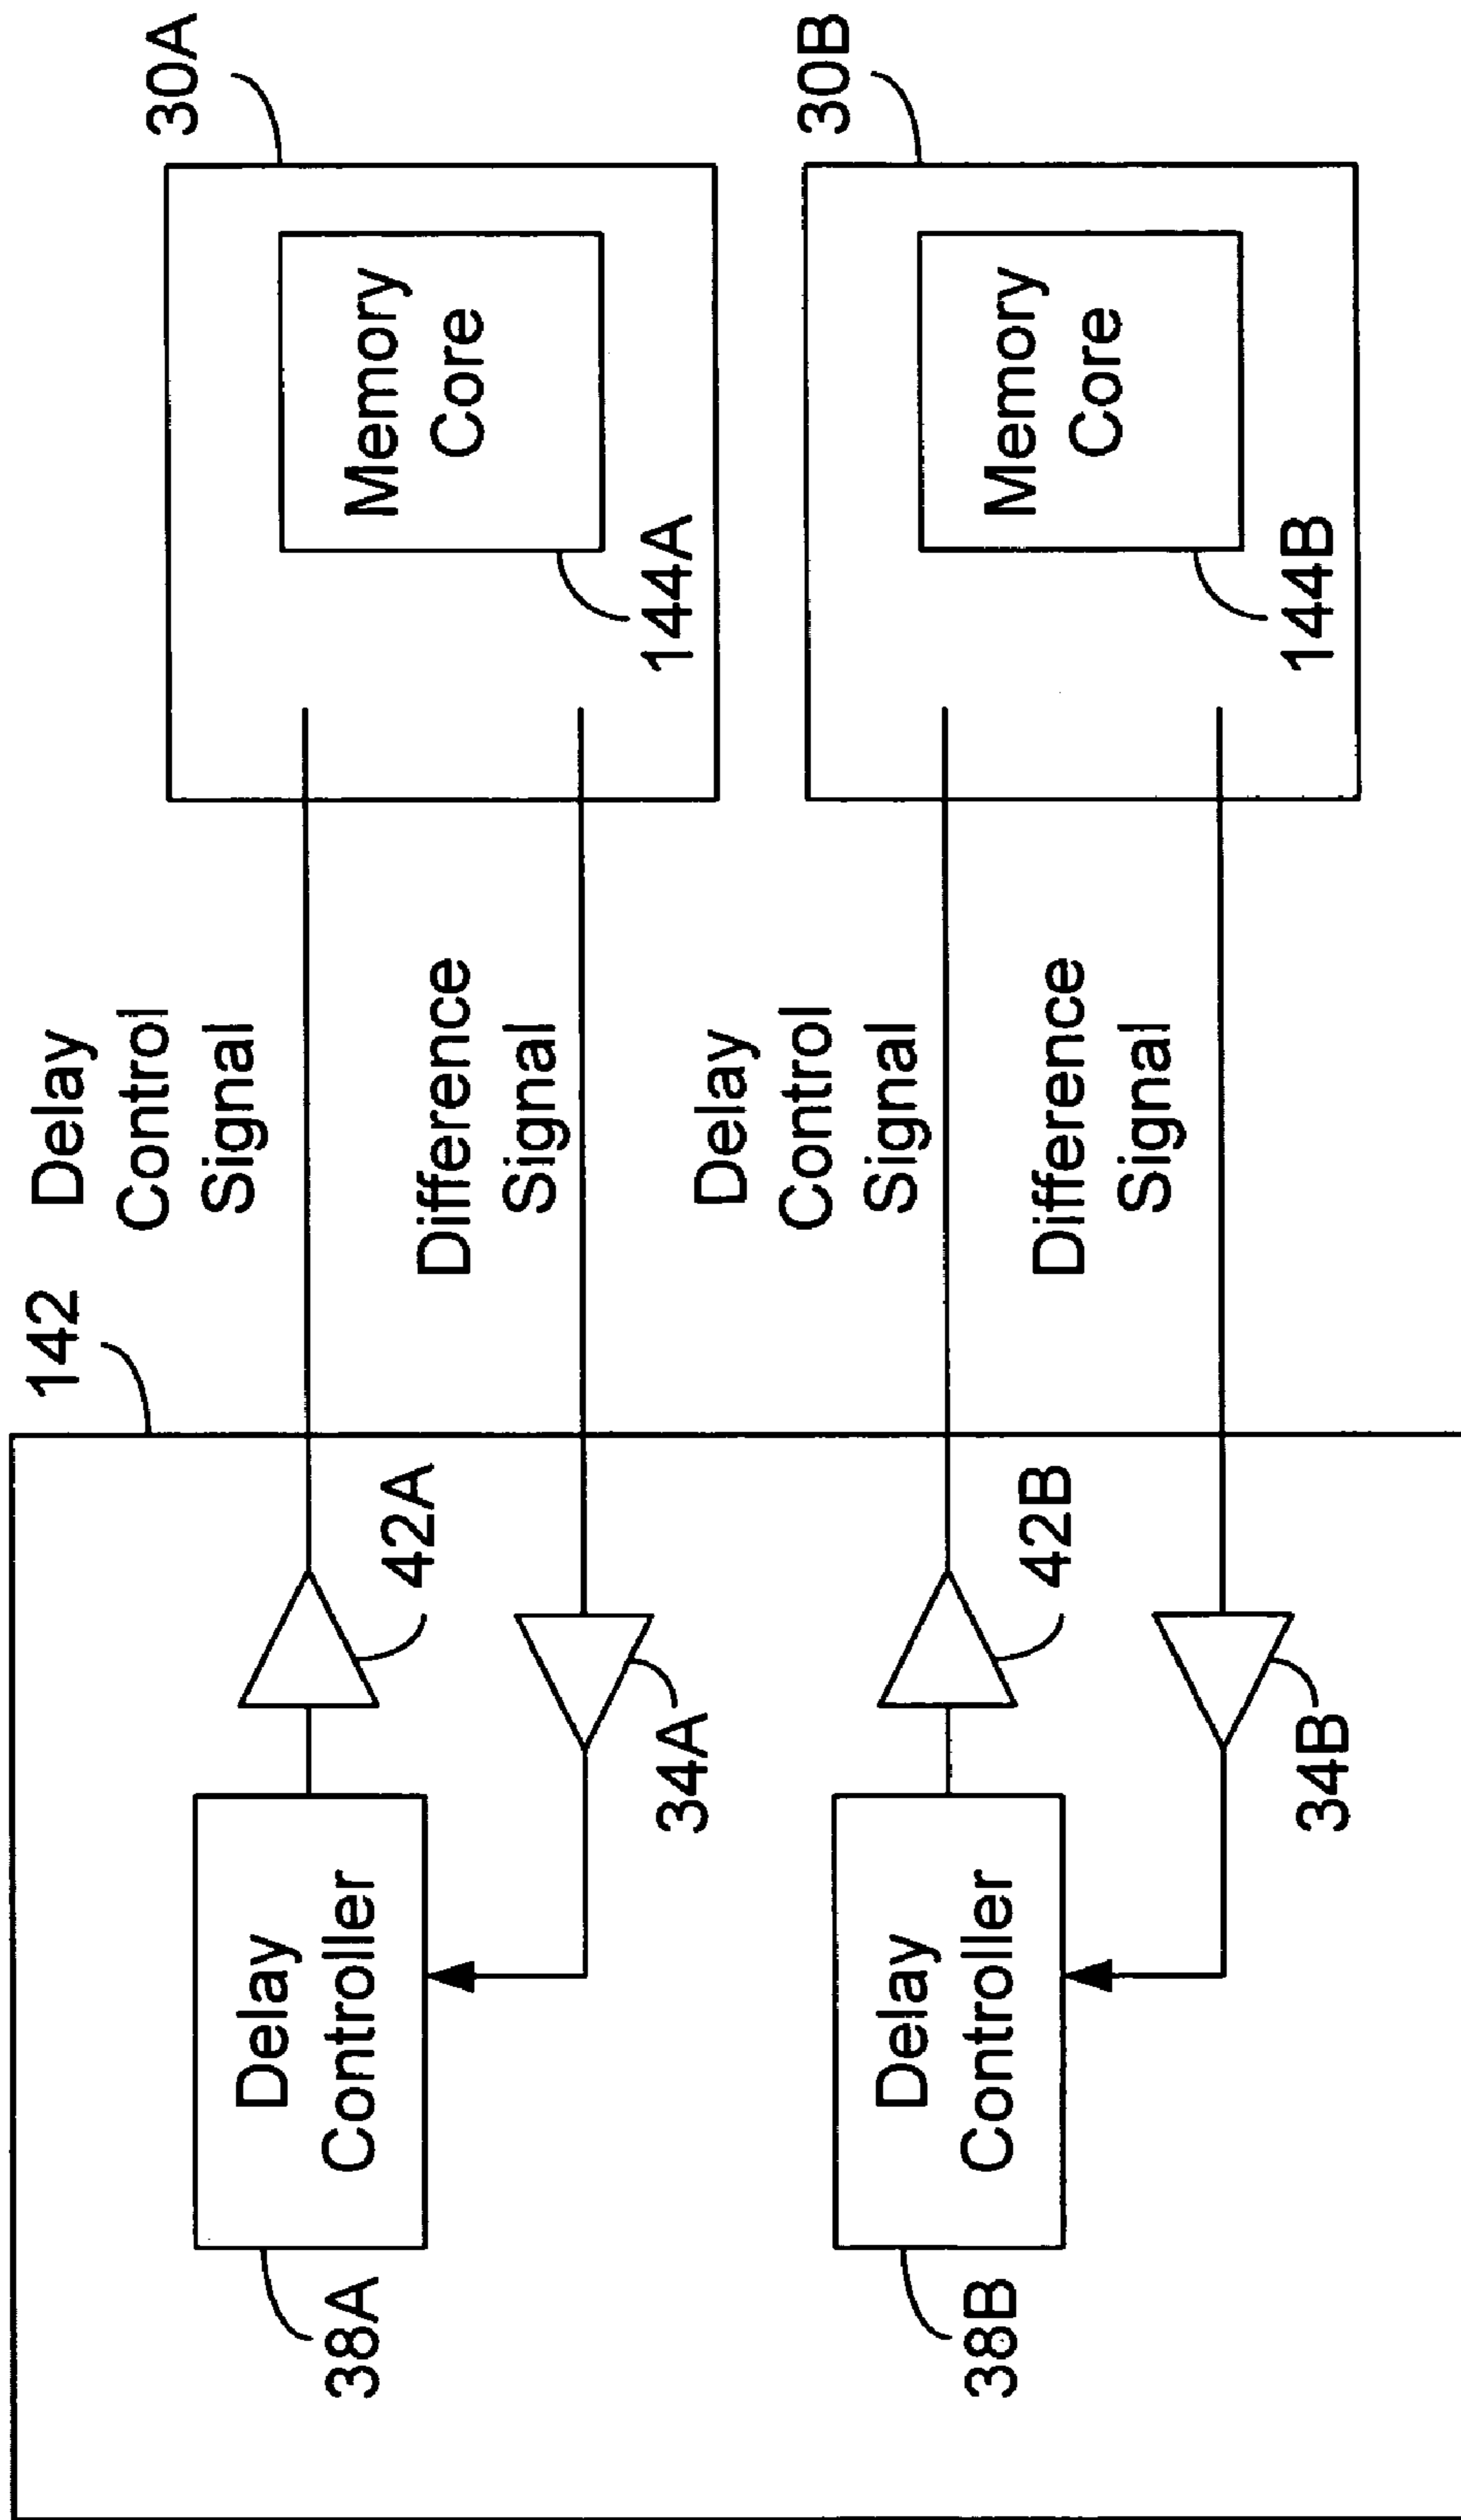 142
Delay
Control
Signal
30A
38A
Delay
Controller
42A
Difference
Signal
Memory
Core
34A
144A
Delay
Control
Signal
30B
38B
Delay
Controller
42B
Difference
Signal
Memory
Core
34B
144B